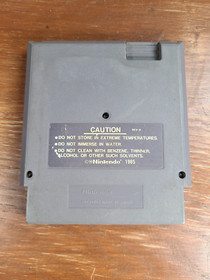 CAUTION
•DO NOT STORE IN EXTREME TEMPERATURES.
•DO NOT IMMERSE IN WATER.
•DO NOT CLEAN WITH BENZENE, THINNER,
ALCOHOL OR OTHER SUCH SOLVENTS.
©Nintendo 1985